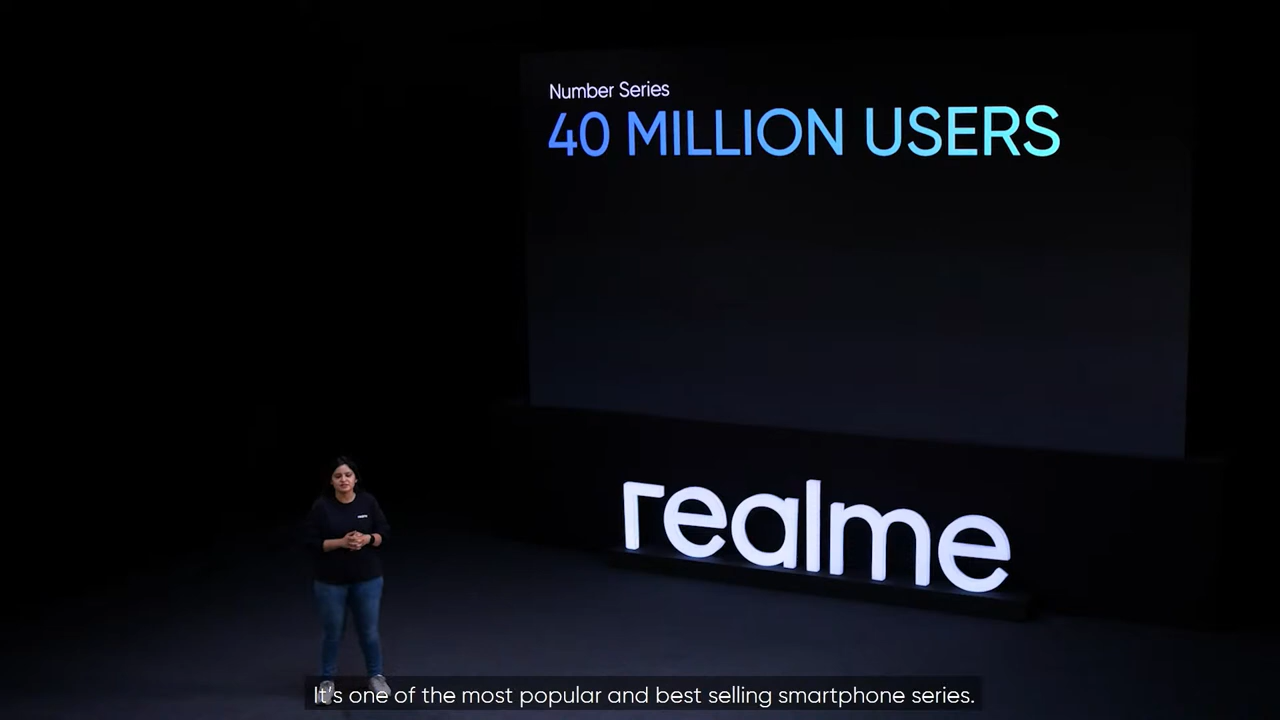 Number Series
40 MILLION USERS
realme
It's one of the most popular and best selling smartphone series.